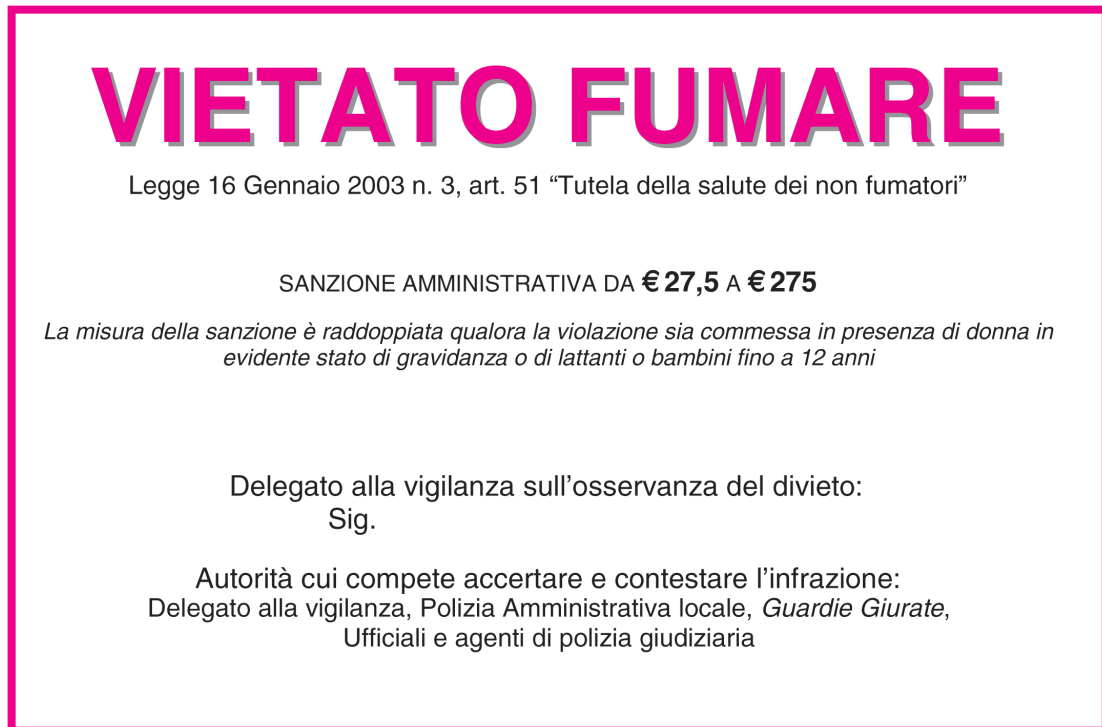 VIETATO FUMARE
Legge 16 Gennaio 2003 n. 3, art. 51 “Tutela della salute dei non fumatori”
SANZIONE AMMINISTRATIVA DA € 27,5 A € 275
La misura della sanzione è raddoppiata qualora la violazione sia commessa in presenza di donna in
evidente stato di gravidanza o di lattanti o bambini fino a 12 anni
Delegato alla vigilanza sull’osservanza del divieto:
Sig.
Autorità cui compete accertare e contestare l’infrazione:
Delegato alla vigilanza, Polizia Amministrativa locale, Guardie Giurate,
Ufficiali e agenti di polizia giudiziaria